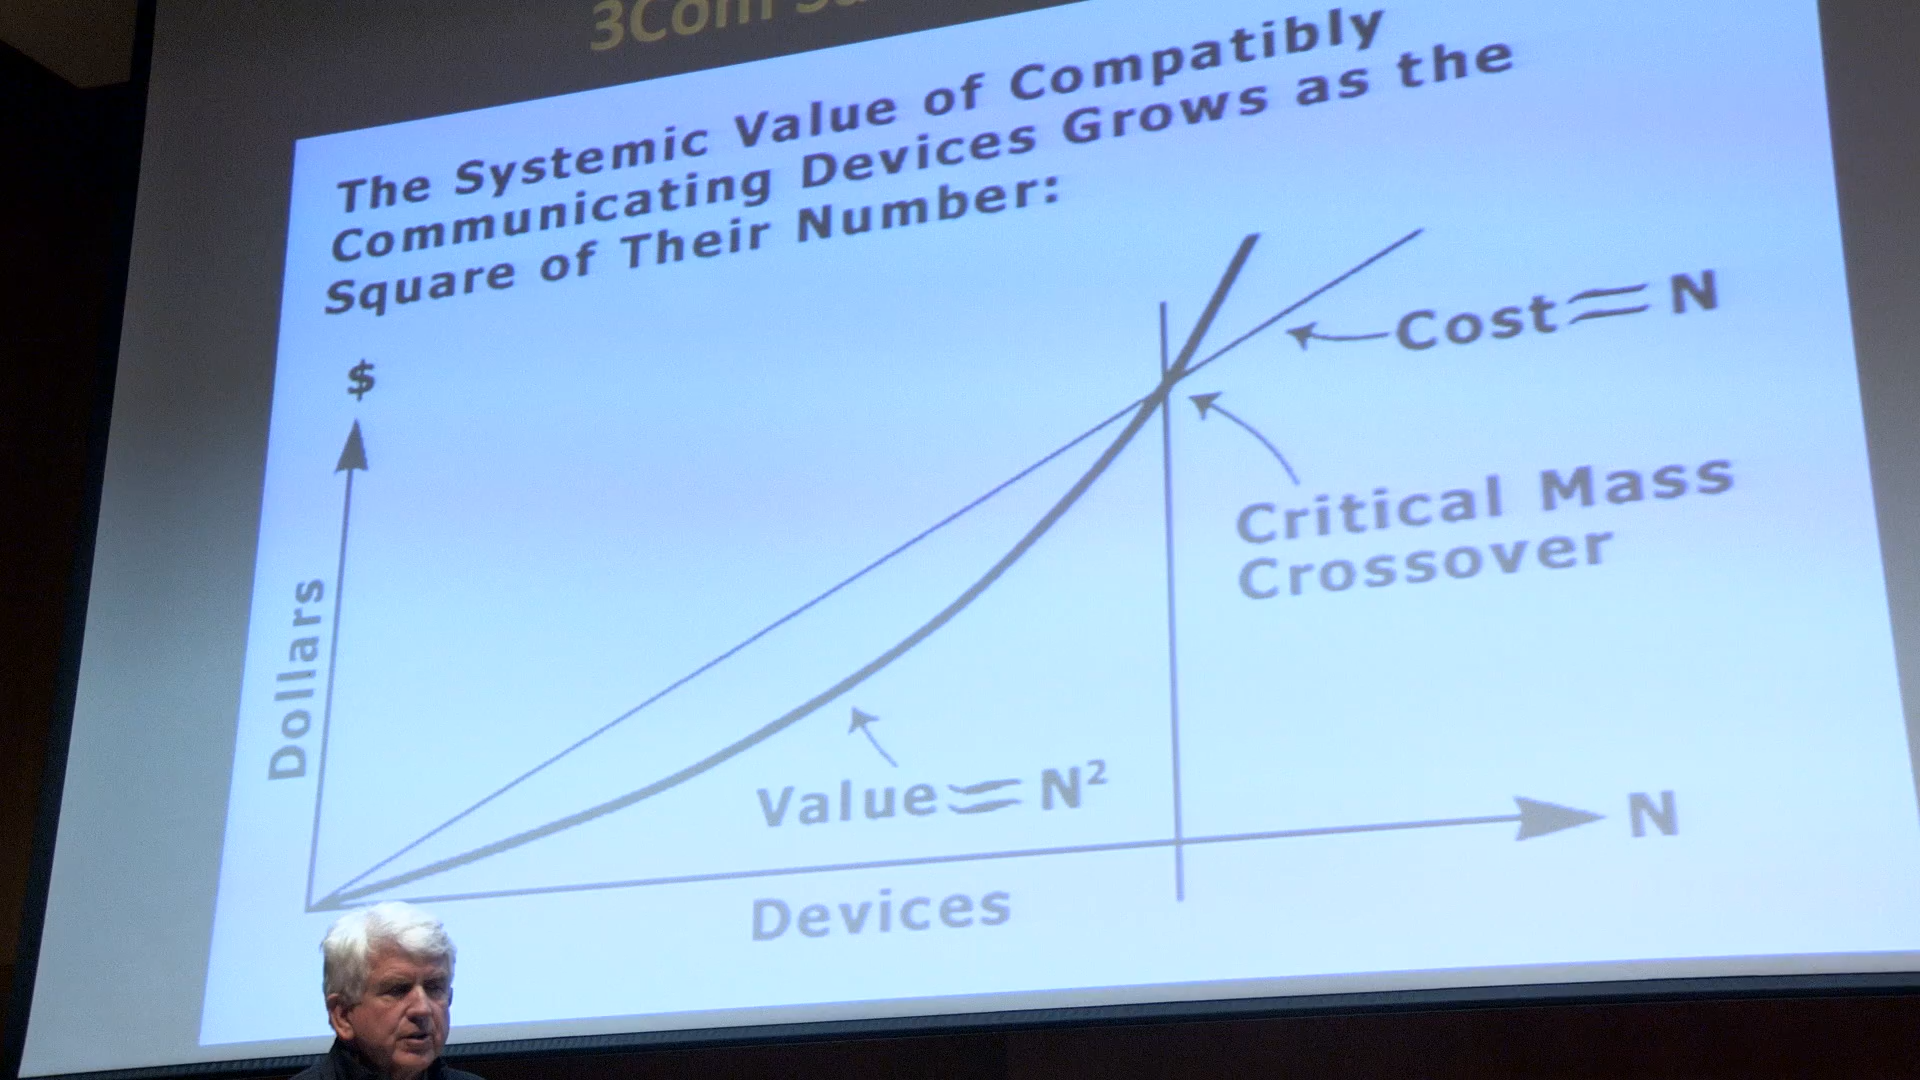 3Com
The Systemic Value of Compatibly
Communicating Devices Grows as the
Square of Their Number:
$
Cost ≈ N
Critical Mass
Crossover
Dollars
Value ≈ N²
N
Devices